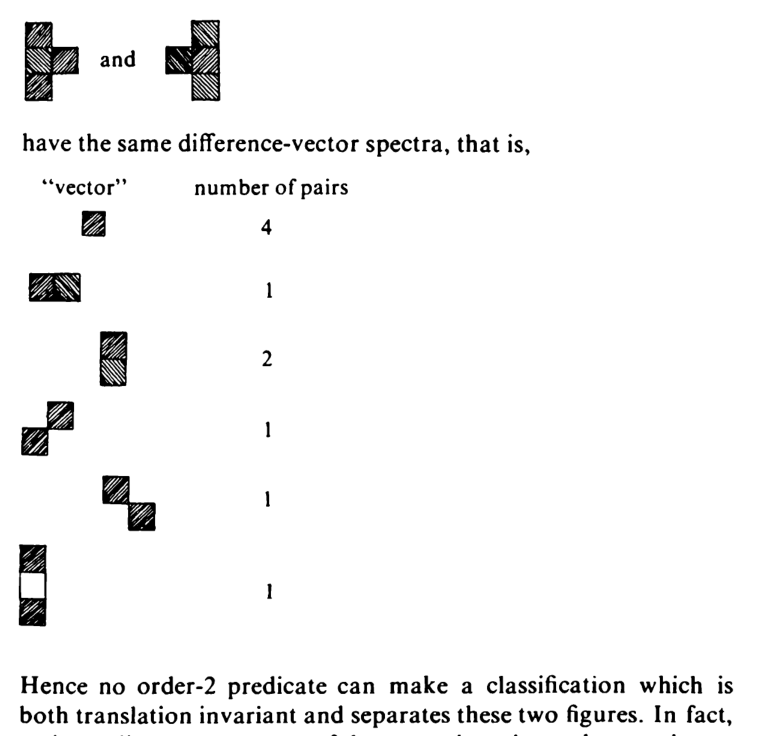 and
have the same difference-vector spectra, that is,
“vector” number of pairs
4
1
2
1
1
1
Hence no order-2 predicate can make a classification which is
both translation invariant and separates these two figures. In fact,